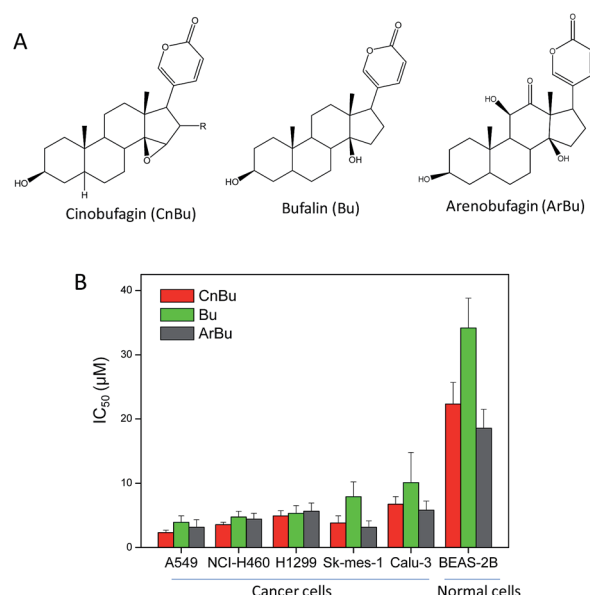 A
O
O
R
O
HO
H
Cinobufagin (CnBu)
O
O
OH
HO
Bufalin (Bu)
O
O
O
HO
OH
HO
Arenobufagin (ArBu)
B
CnBu
Bu
ArBu
IC50 (μM)
40
30
20
10
0
A549 NCI-H460 H1299 Sk-mes-1 Calu-3 BEAS-2B
Cancer cells Normal cells